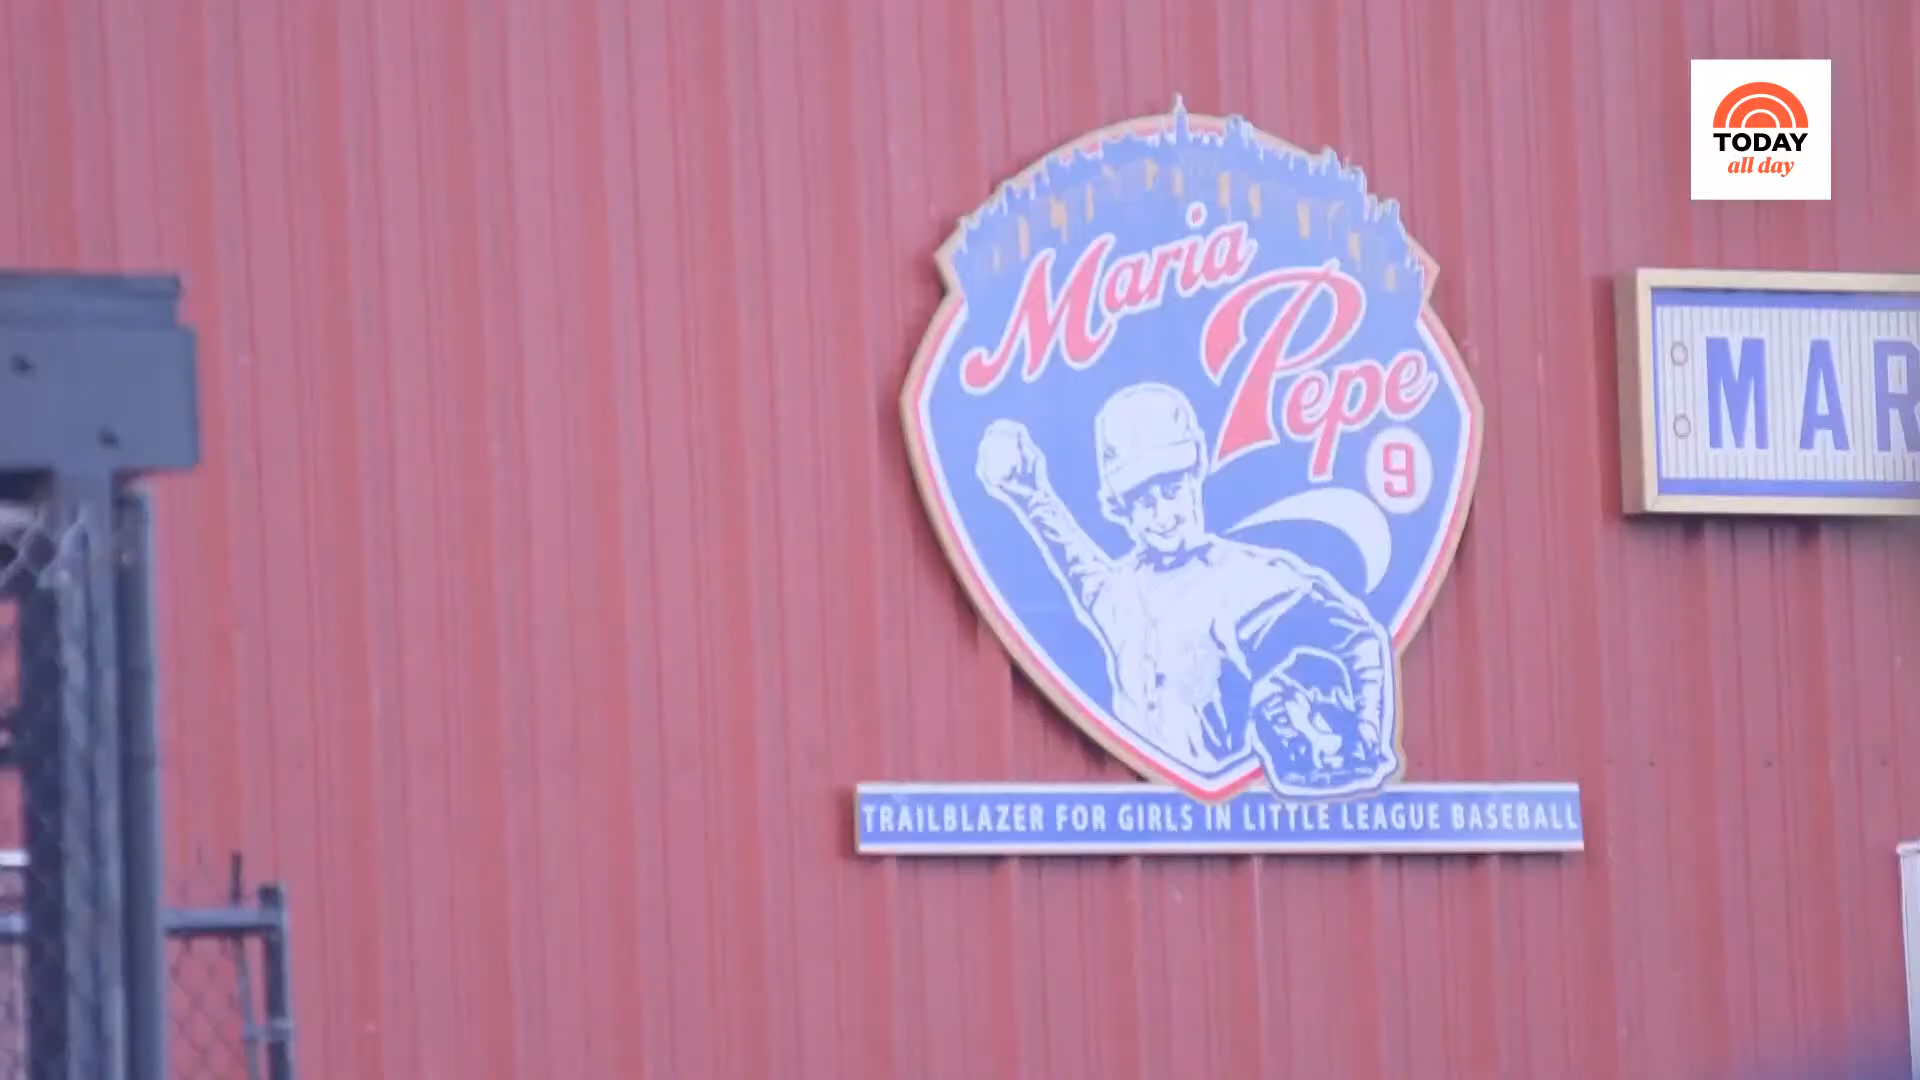 TODAY
all day
Maria
Pepe
9
MAR
TRAILBLAZER FOR GIRLS IN LITTLE LEAGUE BASEBALL